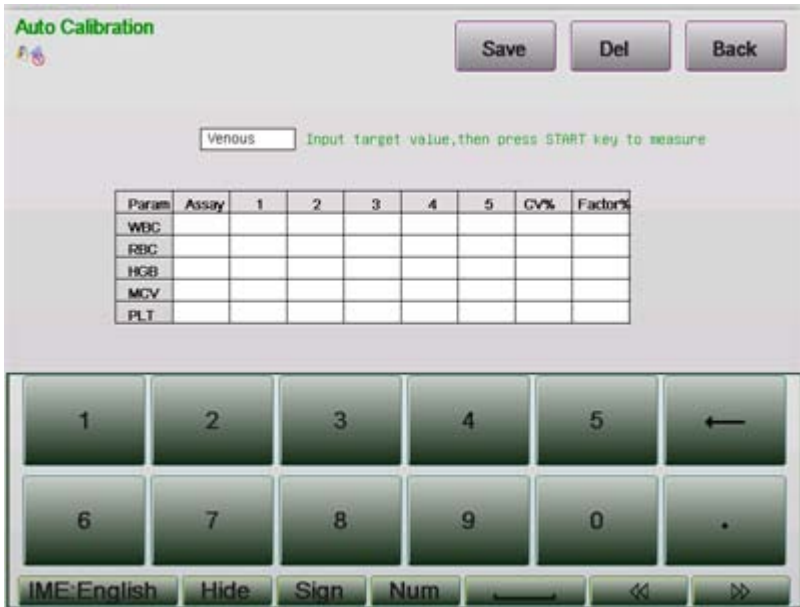 Auto Calibration
Save Del Back
Venous Input target value,then press START key to measure
Param Assay 1 2 3 4 5 CV% Factor%
WBC
RBC
HGB
MCV
PLT
1 2 3 4 5 ←
6 7 8 9 0 .
IME:English Hide Sign Num